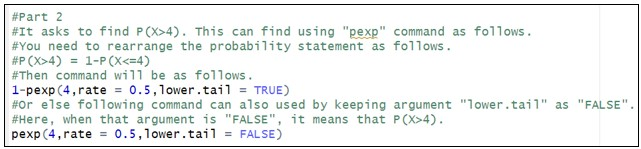 #Part 2
#It asks to find P(X>4). This can find using "pexp" command as follows.
#You need to rearrange the probability statement as follows.
#P(X>4) = 1-P(X<=4)
#Then command will be as follows.
1-pexp(4,rate = 0.5,lower.tail = TRUE)
#Or else following command can also used by keeping argument "lower.tail" as "FALSE".
#Here, when that argument is "FALSE", it means that P(X>4).
pexp(4,rate = 0.5,lower.tail = FALSE)